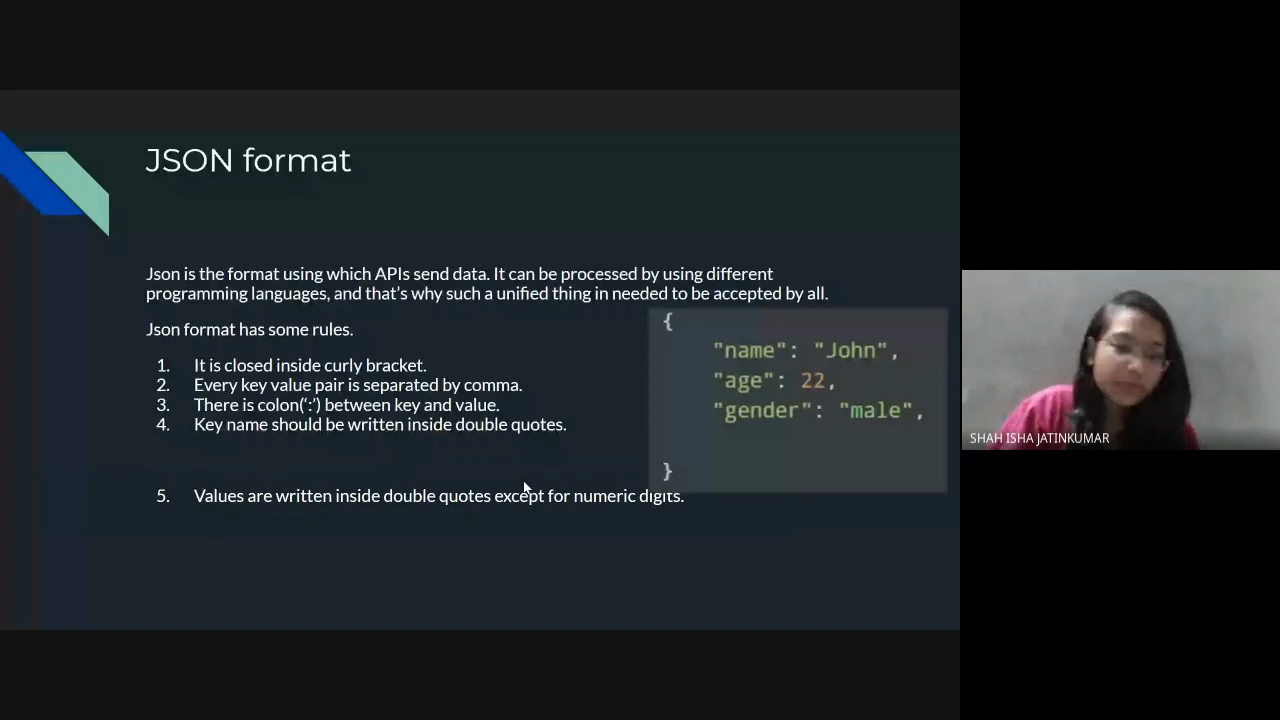 JSON format
Json is the format using which APIs send data. It can be processed by using different
programming languages, and that's why such a unified thing in needed to be accepted by all.
Json format has some rules.
1. It is closed inside curly bracket.
2. Every key value pair is separated by comma.
3. There is colon(‘:’) between key and value.
4. Key name should be written inside double quotes.
5. Values are written inside double quotes except for numeric digits.
{
"name": "John",
"age": 22,
"gender": "male",
}
SHAH ISHA JATINKUMAR